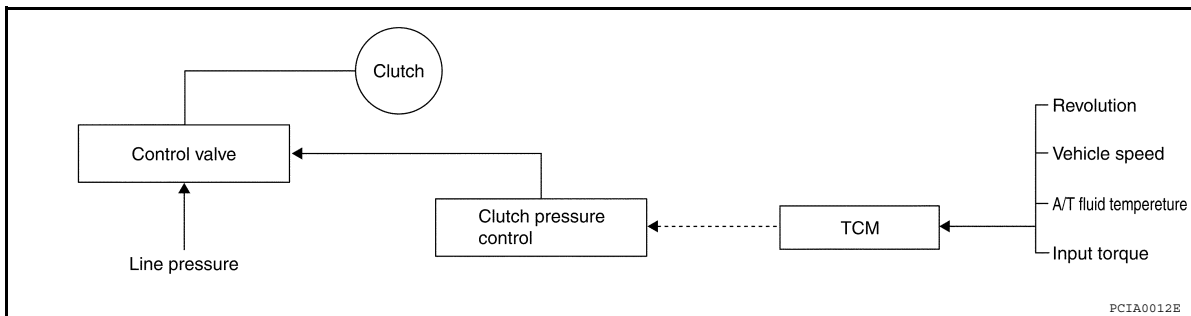 Clutch
Control valve
Line pressure
Clutch pressure
control
TCM
Revolution
Vehicle speed
A/T fluid tempereture
Input torque
PCIA0012E